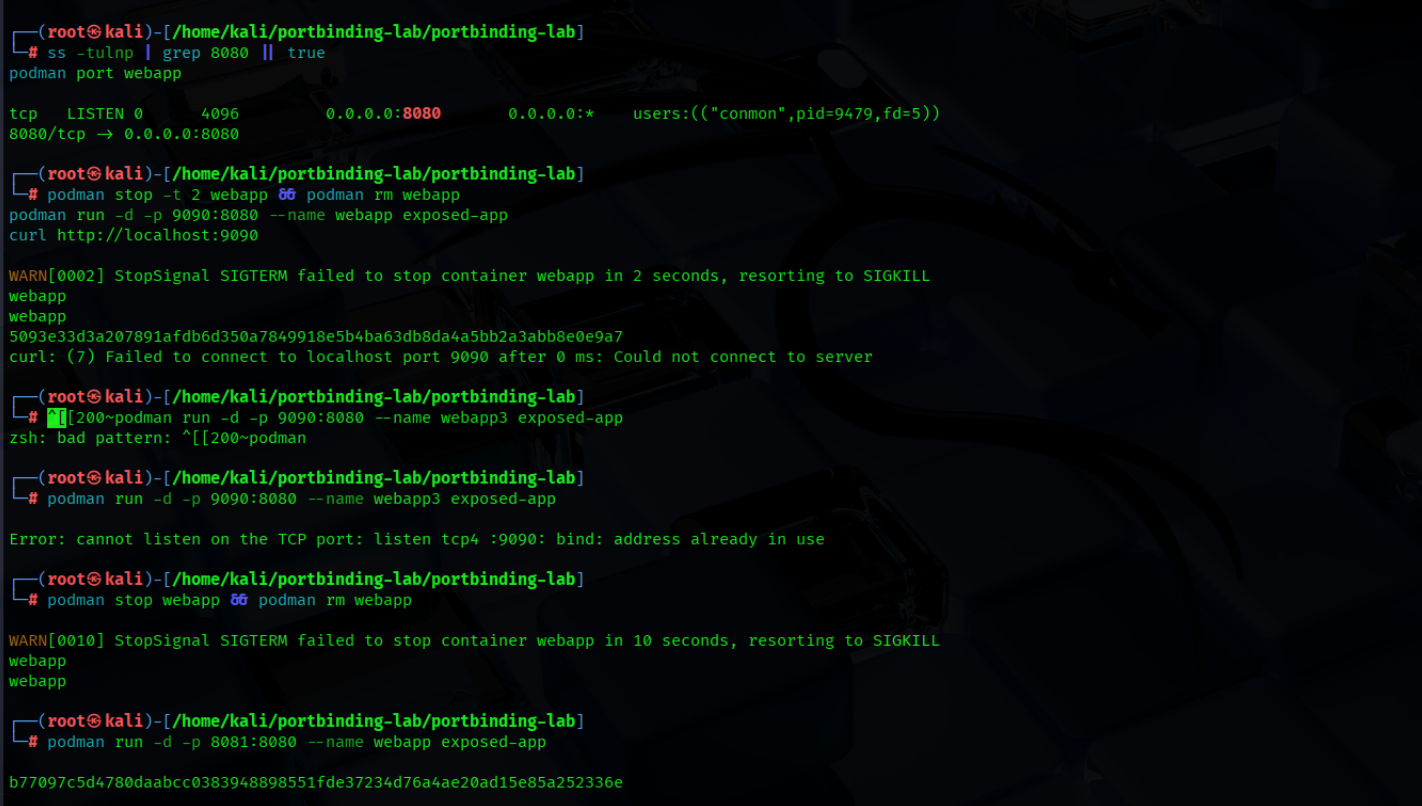 ┌──(root㉿kali)-[/home/kali/portbinding-lab/portbinding-lab]
└─# ss -tulnp | grep 8080 || true
podman port webapp
tcp   LISTEN 0      4096         0.0.0.0:8080       0.0.0.0:*    users:(("conmon",pid=9479,fd=5))
8080/tcp -> 0.0.0.0:8080
┌──(root㉿kali)-[/home/kali/portbinding-lab/portbinding-lab]
└─# podman stop -t 2 webapp && podman rm webapp
podman run -d -p 9090:8080 --name webapp exposed-app
curl http://localhost:9090
WARN[0002] StopSignal SIGTERM failed to stop container webapp in 2 seconds, resorting to SIGKILL
webapp
webapp
5093e33d3a207891afdb6d350a7849918e5b4ba63db8da4a5bb2a3abb8e0e9a7
curl: (7) Failed to connect to localhost port 9090 after 0 ms: Could not connect to server
┌──(root㉿kali)-[/home/kali/portbinding-lab/portbinding-lab]
└─# ^[[200~podman run -d -p 9090:8080 --name webapp3 exposed-app
zsh: bad pattern: ^[[200~podman
┌──(root㉿kali)-[/home/kali/portbinding-lab/portbinding-lab]
└─# podman run -d -p 9090:8080 --name webapp3 exposed-app
Error: cannot listen on the TCP port: listen tcp4 :9090: bind: address already in use
┌──(root㉿kali)-[/home/kali/portbinding-lab/portbinding-lab]
└─# podman stop webapp && podman rm webapp
WARN[0010] StopSignal SIGTERM failed to stop container webapp in 10 seconds, resorting to SIGKILL
webapp
webapp
┌──(root㉿kali)-[/home/kali/portbinding-lab/portbinding-lab]
└─# podman run -d -p 8081:8080 --name webapp exposed-app
b77097c5d4780daabcc0383948898551fde37234d76a4ae20ad15e85a252336e